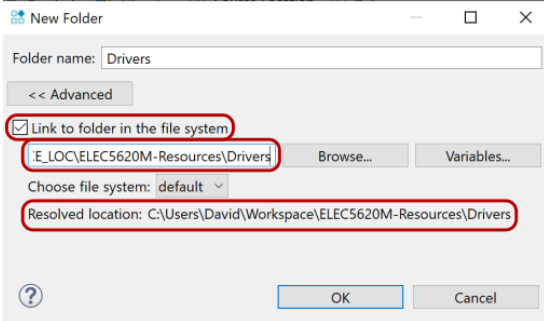 New Folder
Folder name: Drivers
<< Advanced
Link to folder in the file system
E_LOC\ELEC5620M-Resources\Drivers Browse... Variables...
Choose file system: default
Resolved location: C:\Users\David\Workspace\ELEC5620M-Resources\Drivers
? OK Cancel